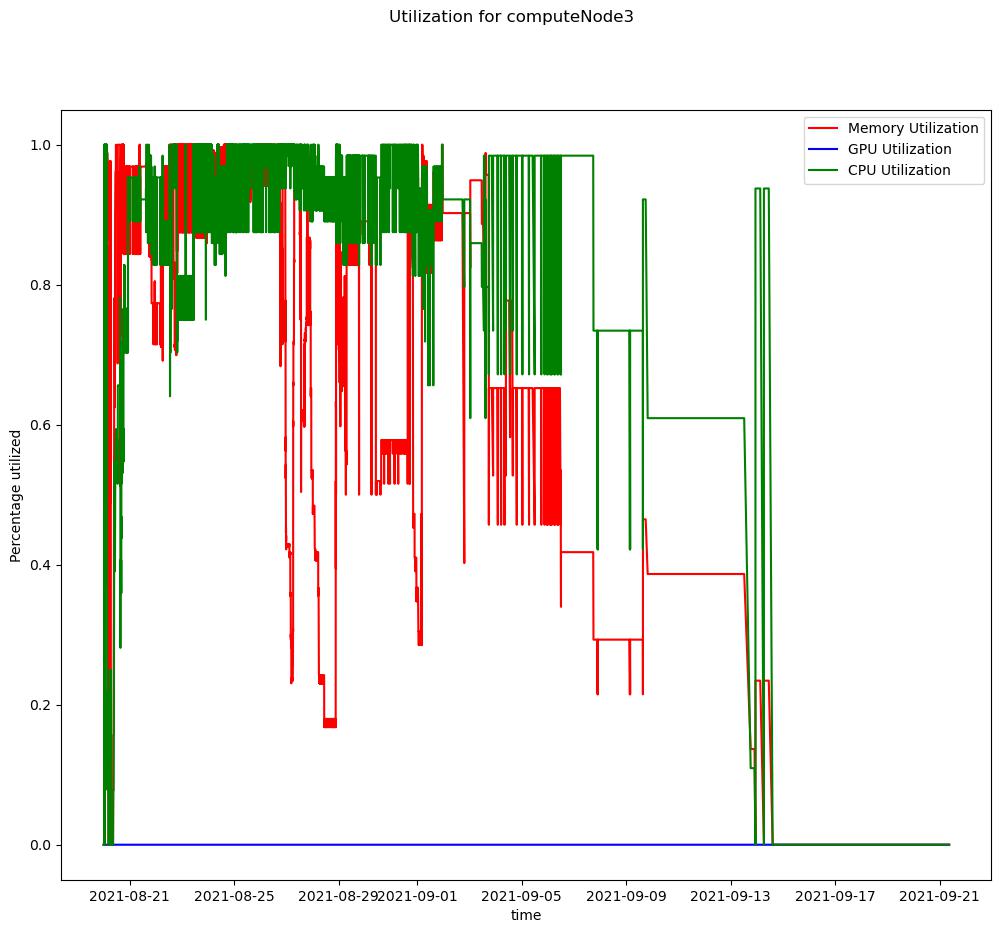 Utilization for computeNode3
Memory Utilization
GPU Utilization
CPU Utilization
1.0
0.8
0.6
0.4
0.2
0.0
Percentage utilized
2021-08-21 2021-08-25 2021-08-29 2021-09-01 2021-09-05 2021-09-09 2021-09-13 2021-09-17 2021-09-21
time